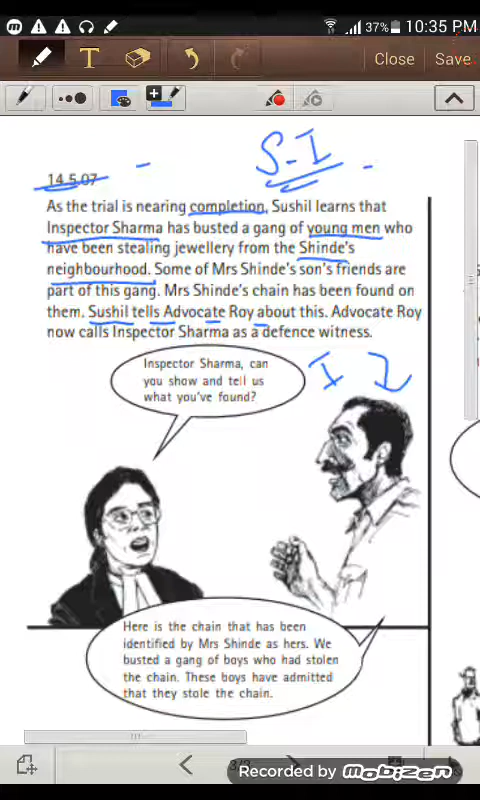 37% 10:35 PM
T Close Save
S-I
14.5.07
As the trial is nearing completion, Sushil learns that
Inspector Sharma has busted a gang of young men who
have been stealing jewellery from the Shinde's
neighbourhood. Some of Mrs Shinde's son's friends are
part of this gang. Mrs Shinde's chain has been found on
them. Sushil tells Advocate Roy about this. Advocate Roy
now calls Inspector Sharma as a defence witness.
Inspector Sharma, can
you show and tell us
what you've found?
Here is the chain that has been
identified by Mrs Shinde as hers. We
busted a gang of boys who had stolen
the chain. These boys have admitted
that they stole the chain.
Recorded by Mobizen